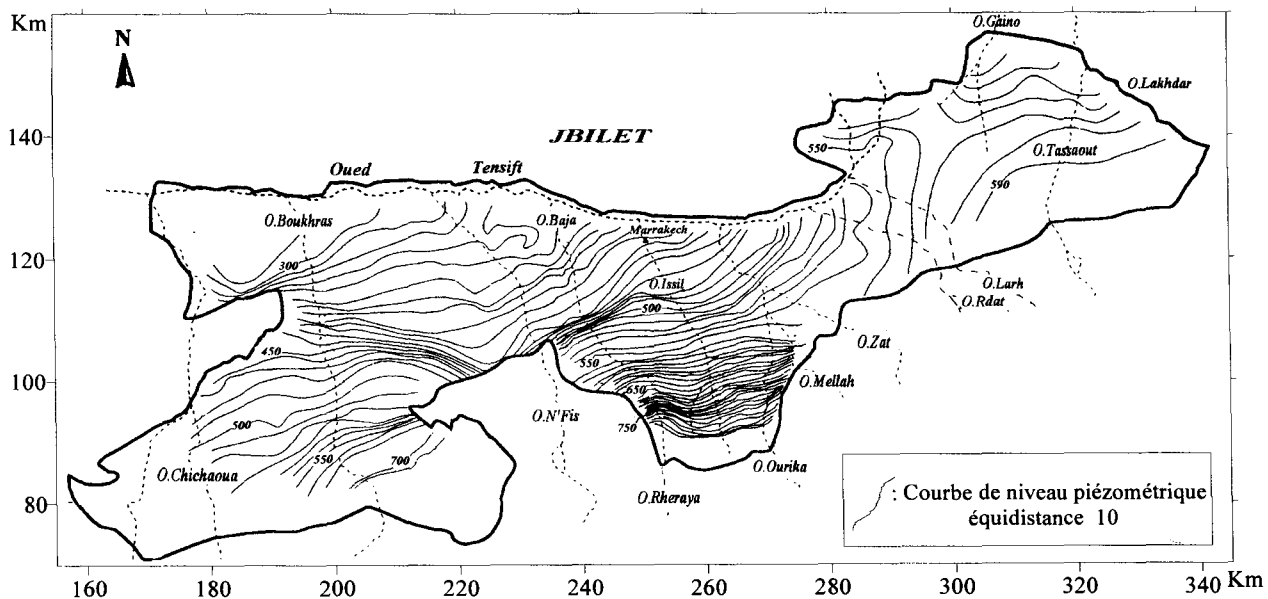 Km
N
140
120
100
80
Km
160
180
200
220
240
260
280
300
320
340
Km
JBILET
Oued Tensift
O.Gaino
O.Lakhdar
O.Tassaout
550
590
O.Boukhras
O.Baja
Marrakech
300
O.Issil
500
O.Larh
O.Rdat
O.Zat
450
550
O.Mellah
650
O.N'Fis
750
500
550
700
O.Chichaoua
O.Ourika
O.Rheraya
: Courbe de niveau piézométrique
équidistance 10